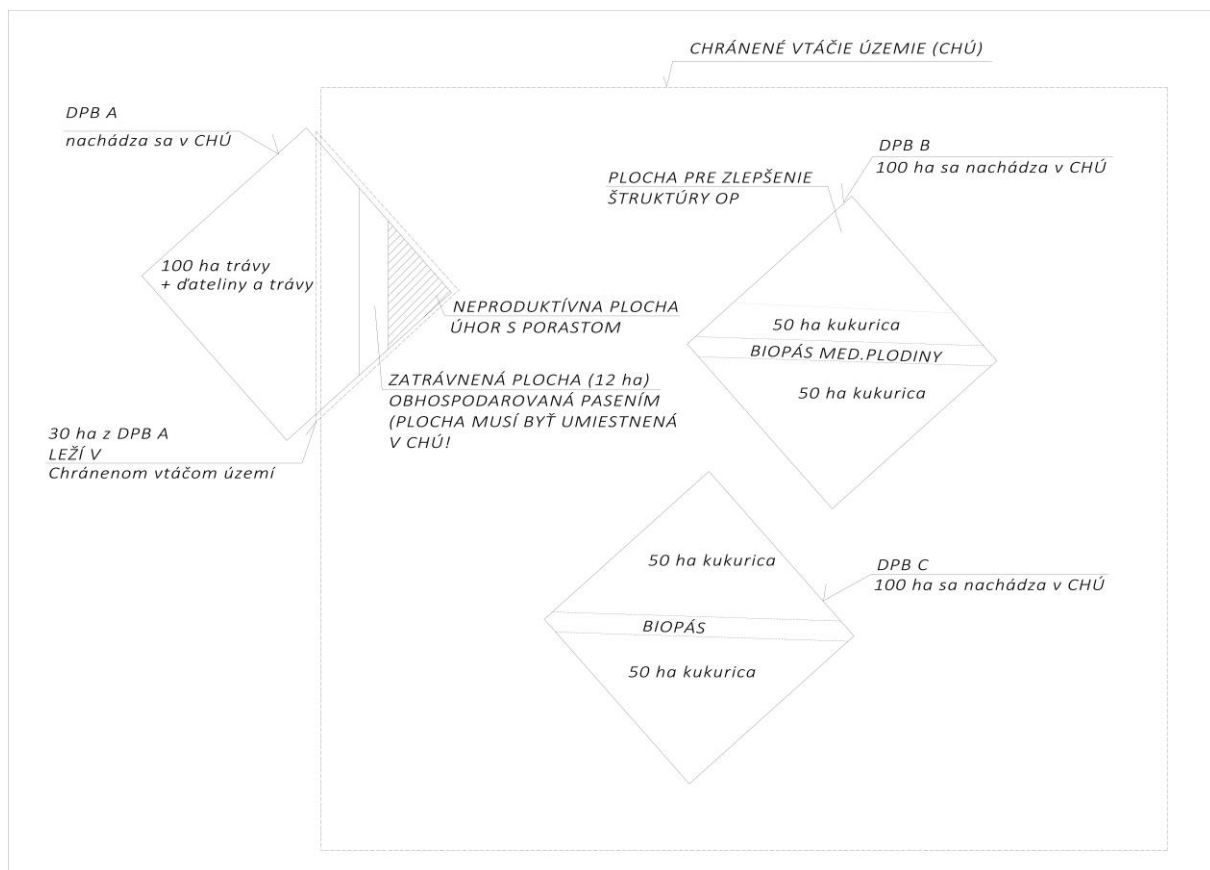 CHRÁNENÉ VTÁČIE ÚZEMIE (CHÚ)
DPB A
nachádza sa v CHÚ
100 ha trávy
+ ďateliny a trávy
NEPRODUKTÍVNA PLOCHA
ÚHOR S PORASTOM
ZATRÁVNENÁ PLOCHA (12 ha)
OBHOSPODAROVANÁ PASENÍM
(PLOCHA MUSÍ BYŤ UMIESTNENÁ
V CHÚ!
30 ha z DPB A
LEŽÍ V
Chránenom vtáčom území
DPB B
100 ha sa nachádza v CHÚ
PLOCHA PRE ZLEPŠENIE
ŠTRUKTÚRY OP
50 ha kukurica
BIOPÁS MED.PLODINY
50 ha kukurica
50 ha kukurica
DPB C
100 ha sa nachádza v CHÚ
BIOPÁS
50 ha kukurica